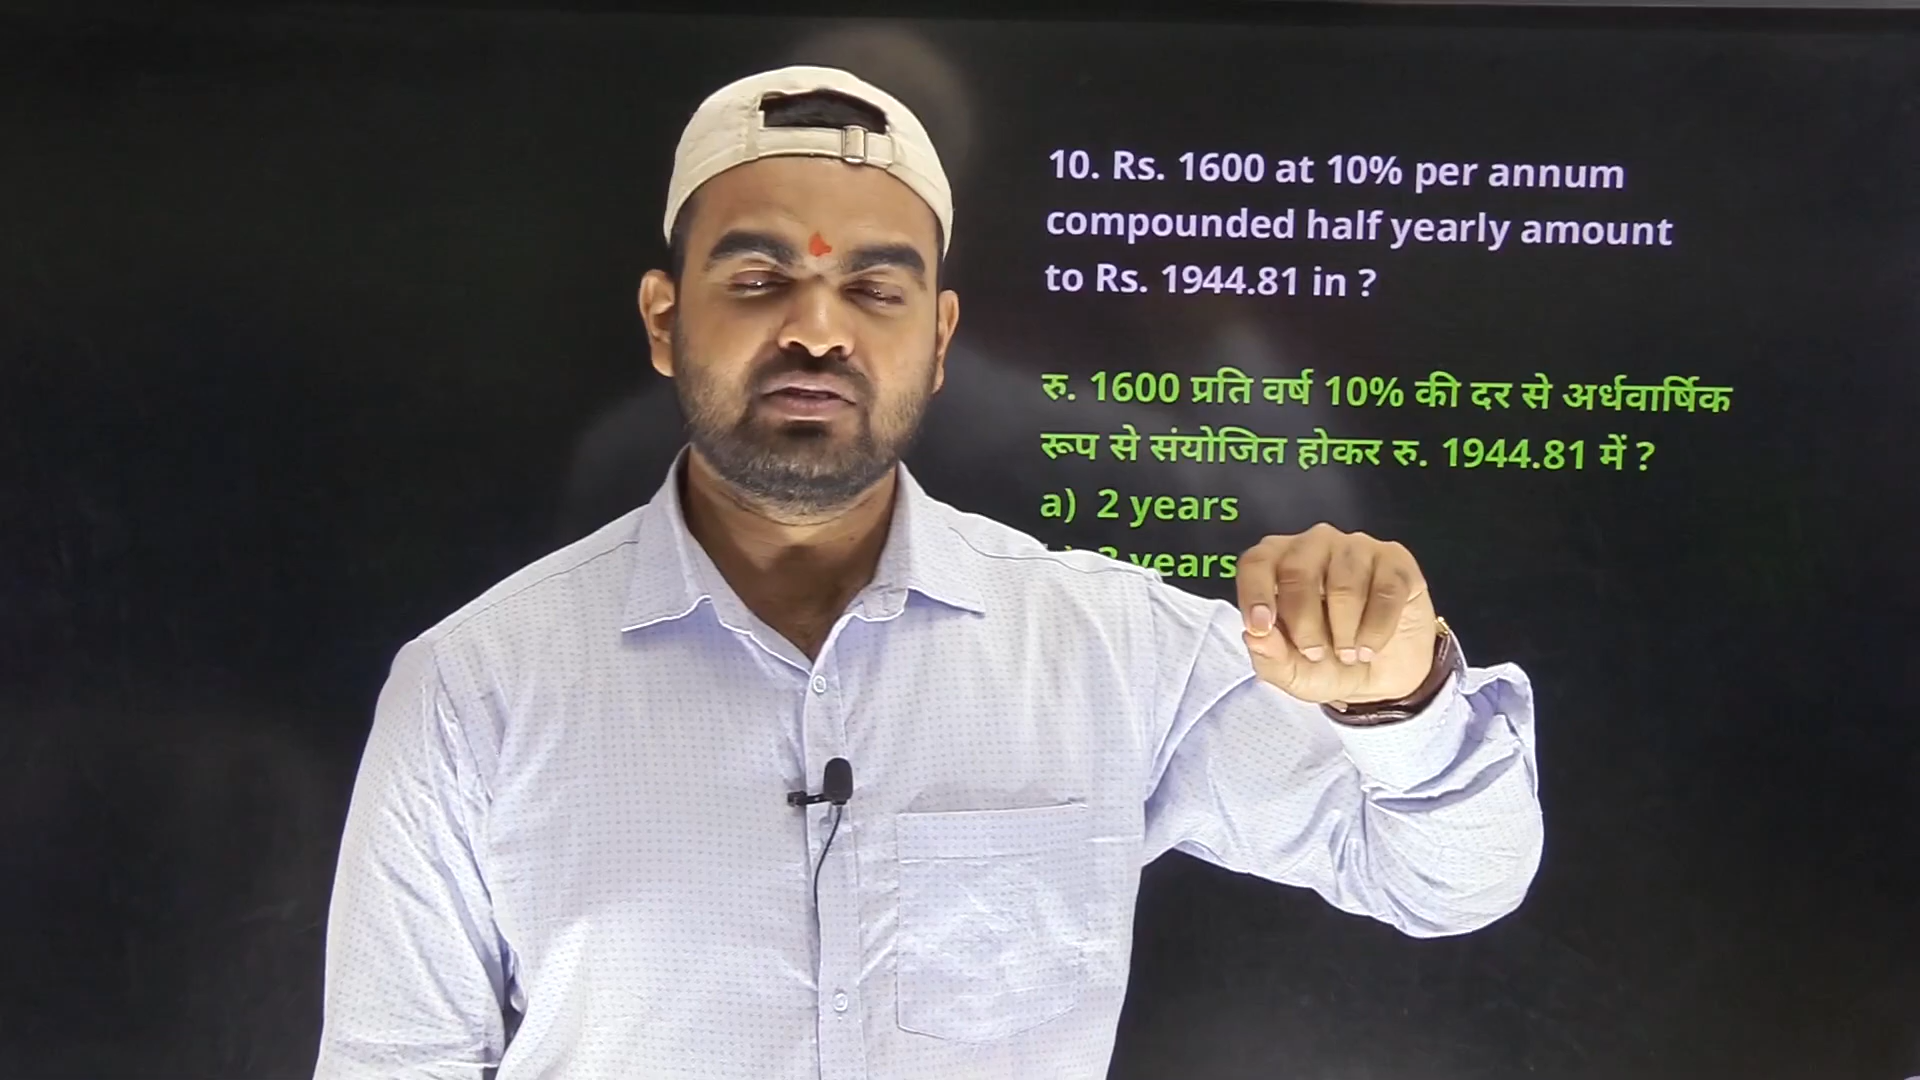 10. Rs. 1600 at 10% per annum
compounded half yearly amount
to Rs. 1944.81 in ?
रु. 1600 प्रति वर्ष 10% की दर से अर्धवार्षिक
रूप से संयोजित होकर रु. 1944.81 में ?
a) 2 years
years